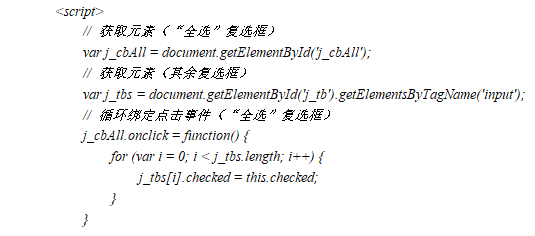 <script>
// 获取元素（“全选”复选框）
var j_cbAll = document.getElementById('j_cbAll');
// 获取元素（其余复选框）
var j_tbs = document.getElementById('j_tb').getElementsByTagName('input');
// 循环绑定点击事件（“全选”复选框）
j_cbAll.onclick = function() {
for (var i = 0; i < j_tbs.length; i++) {
j_tbs[i].checked = this.checked;
}
}